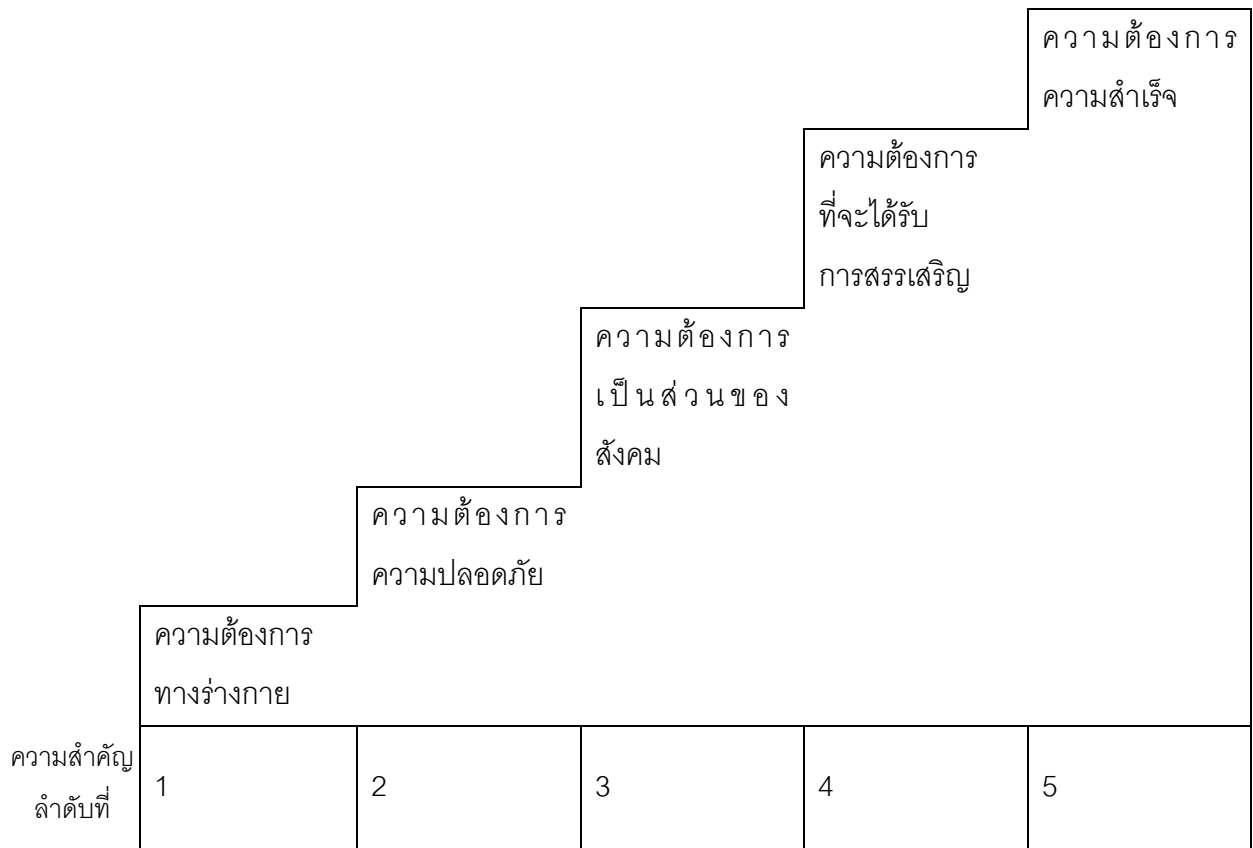 ความต้องการ
ความสำเร็จ
ความต้องการ
ที่จะได้รับ
การสรรเสริญ
ความต้องการ
เป็นส่วนของ
สังคม
ความต้องการ
ความปลอดภัย
ความต้องการ
ทางร่างกาย
ความสำคัญ
ลำดับที่
1 2 3 4 5